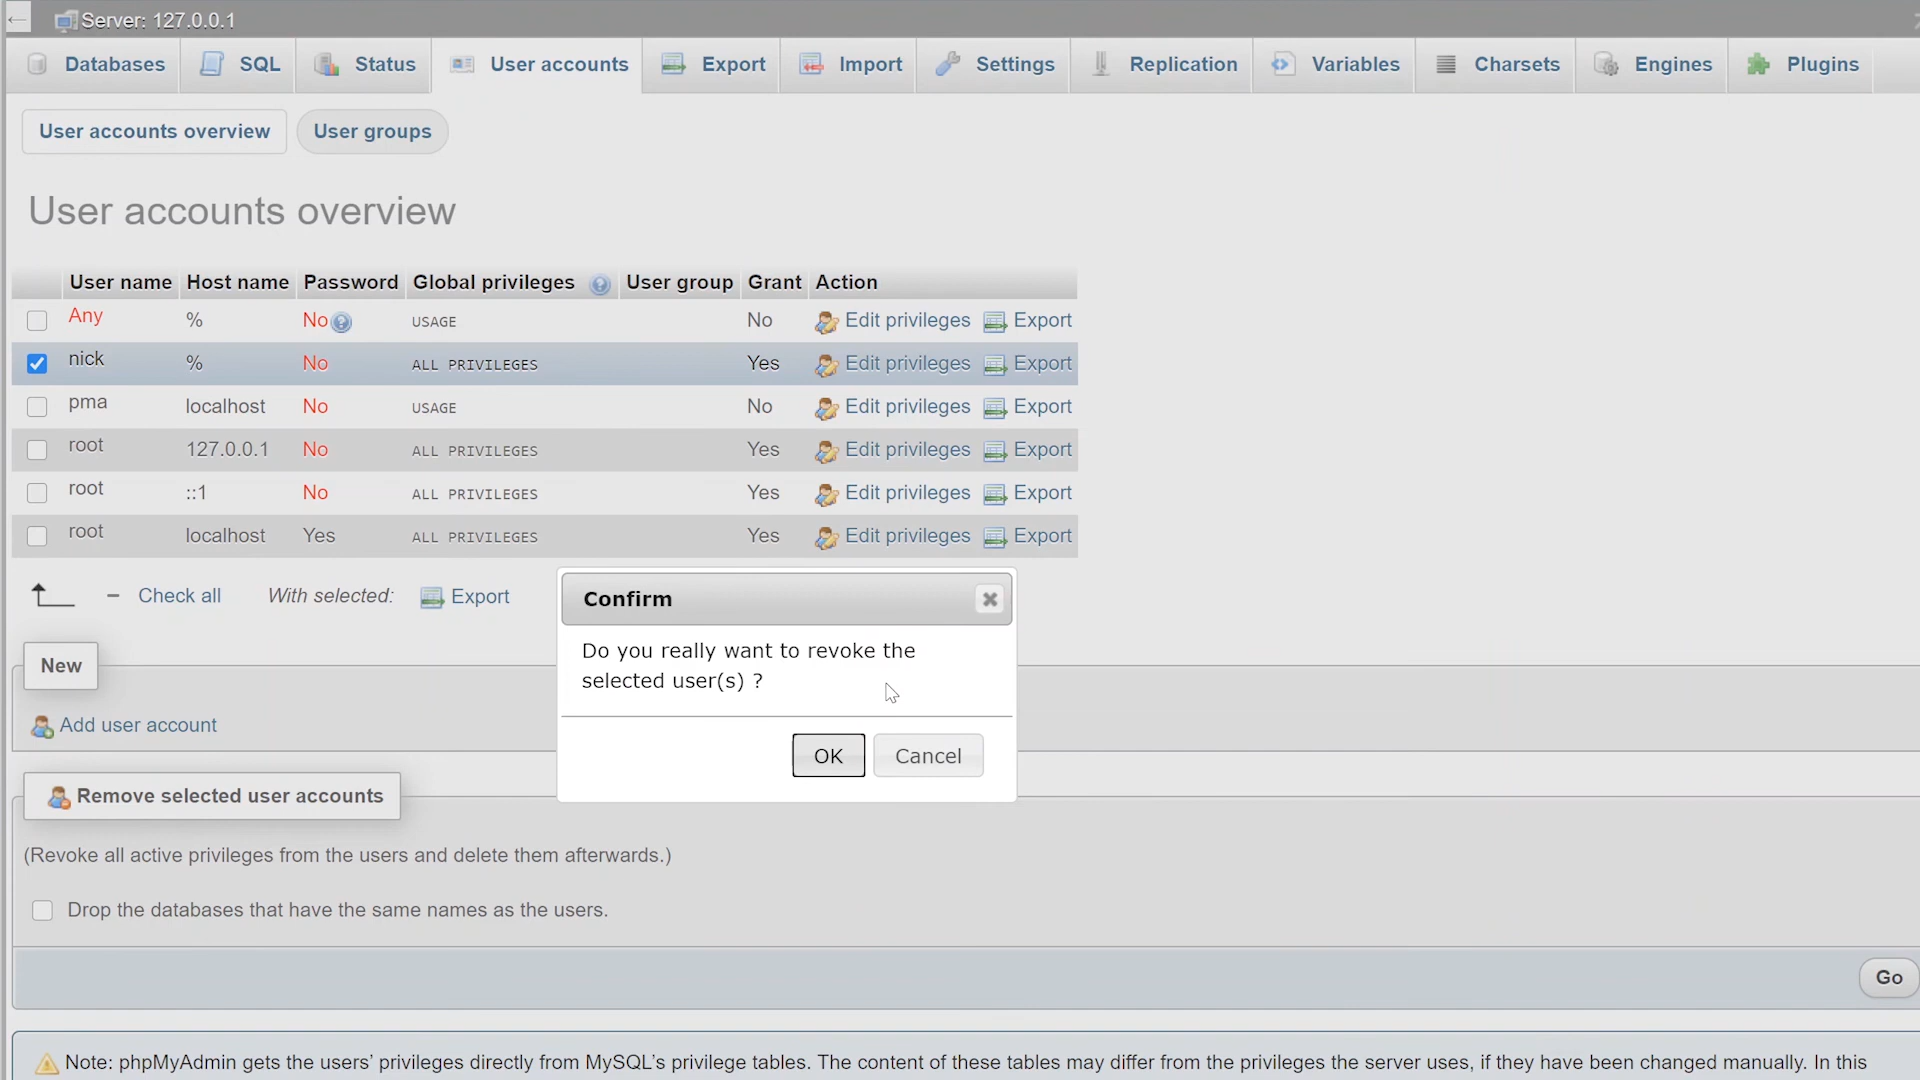 Server: 127.0.0.1
Databases SQL Status User accounts Export Import Settings Replication Variables Charsets Engines Plugins
User accounts overview User groups
User accounts overview
User name Host name Password Global privileges User group Grant Action
Any % No USAGE No Edit privileges Export
nick % No ALL PRIVILEGES Yes Edit privileges Export
pma localhost No USAGE No Edit privileges Export
root 127.0.0.1 No ALL PRIVILEGES Yes Edit privileges Export
root ::1 No ALL PRIVILEGES Yes Edit privileges Export
root localhost Yes ALL PRIVILEGES Yes Edit privileges Export
Check all With selected: Export
Confirm
Do you really want to revoke the
selected user(s) ?
OK Cancel
New
Add user account
Remove selected user accounts
(Revoke all active privileges from the users and delete them afterwards.)
Drop the databases that have the same names as the users.
Go
Note: phpMyAdmin gets the users’ privileges directly from MySQL’s privilege tables. The content of these tables may differ from the privileges the server uses, if they have been changed manually. In this